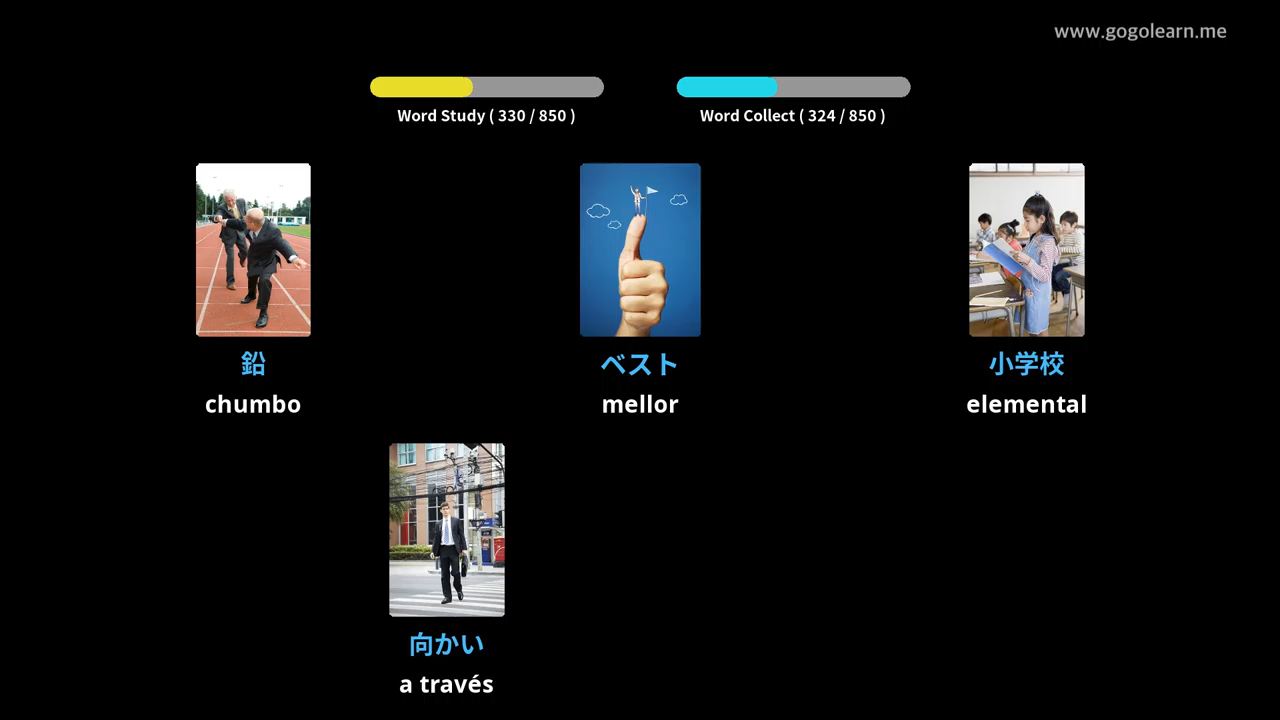 www.gogolearn.me
Word Study ( 330 / 850 )
Word Collect ( 324 / 850 )
鉛
chumbo
ベスト
mellor
小学校
elemental
向かい
a través